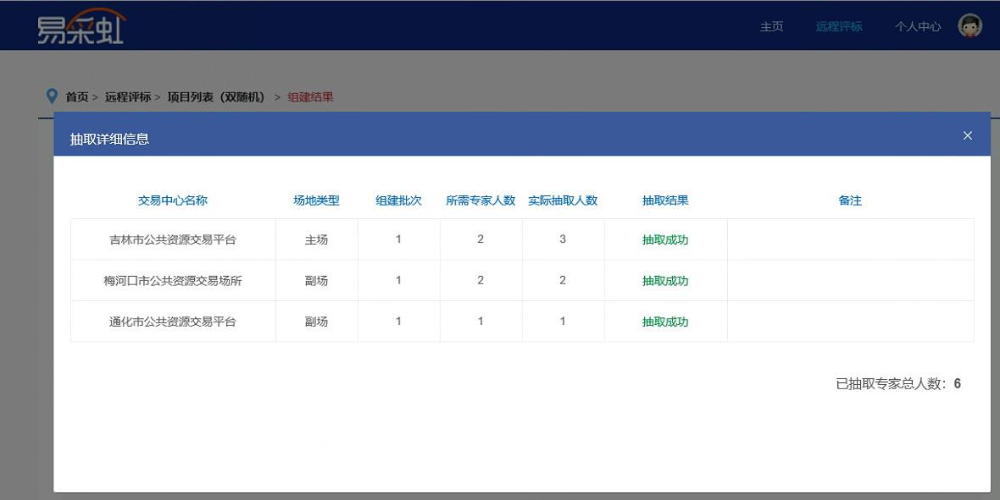 易采虹
主页 远程评标 个人中心
首页 > 远程评标 > 项目列表（双随机） > 组建结果
抽取详细信息 ×
交易中心名称 场地类型 组建批次 所需专家人数 实际抽取人数 抽取结果 备注
吉林市公共资源交易平台 主场 1 2 3 抽取成功
梅河口市公共资源交易场所 副场 1 2 2 抽取成功
通化市公共资源交易平台 副场 1 1 1 抽取成功
已抽取专家总人数：6